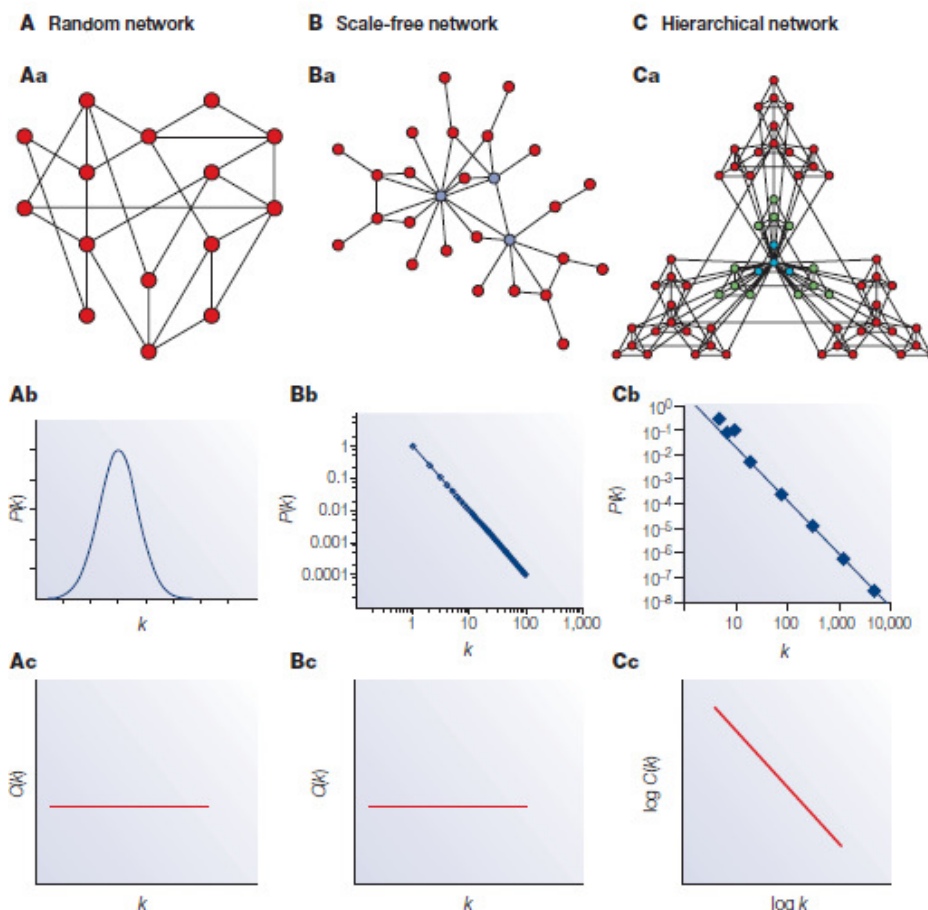 A Random network
B Scale-free network
C Hierarchical network
Aa
Ba
Ca
Ab
P(k)
k
Bb
P(k)
1
0.1
0.01
0.001
0.0001
1 10 100 1,000
k
Cb
P(k)
10⁰
10⁻¹
10⁻²
10⁻³
10⁻⁴
10⁻⁵
10⁻⁶
10⁻⁷
10⁻⁸
10 100 1,000 10,000
k
Ac
C(k)
k
Bc
C(k)
k
Cc
log C(k)
log k